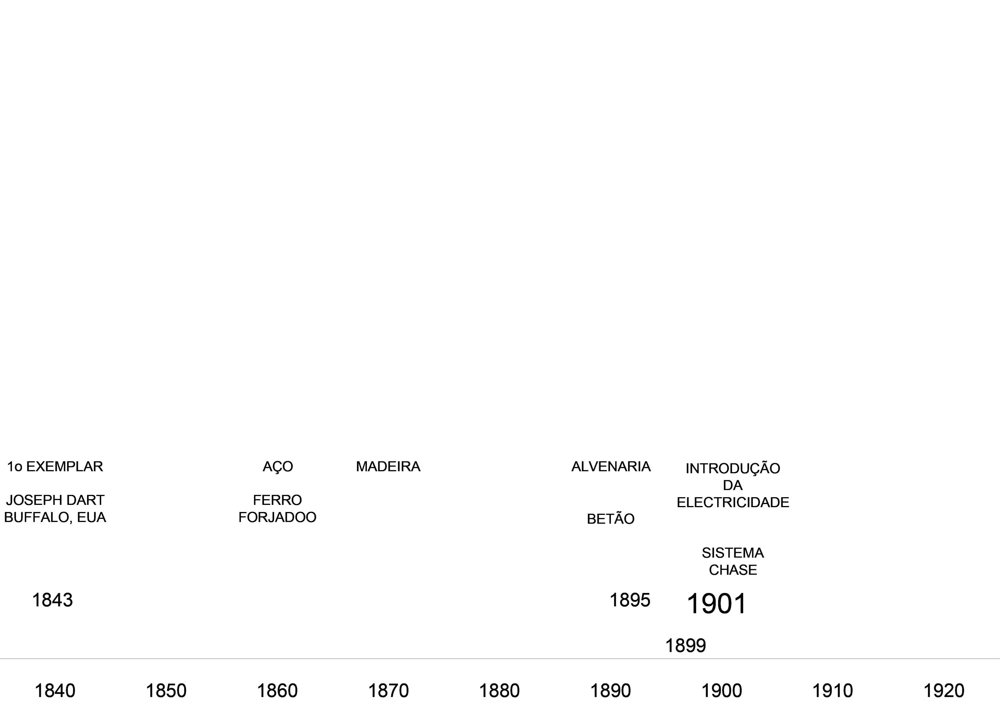 1o EXEMPLAR
JOSEPH DART
BUFFALO, EUA
AÇO
FERRO
FORJADOO
MADEIRA
ALVENARIA
BETÃO
INTRODUÇÃO
DA
ELECTRICIDADE
SISTEMA
CHASE
1843
1895
1901
1899
1840
1850
1860
1870
1880
1890
1900
1910
1920